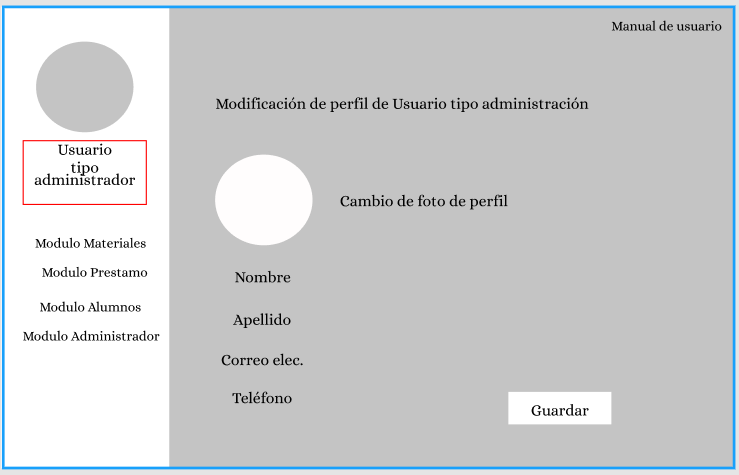 Manual de usuario
Modificación de perfil de Usuario tipo administración
Usuario
tipo
administrador
Cambio de foto de perfil
Modulo Materiales
Modulo Prestamo
Modulo Alumnos
Modulo Administrador
Nombre
Apellido
Correo elec.
Teléfono
Guardar